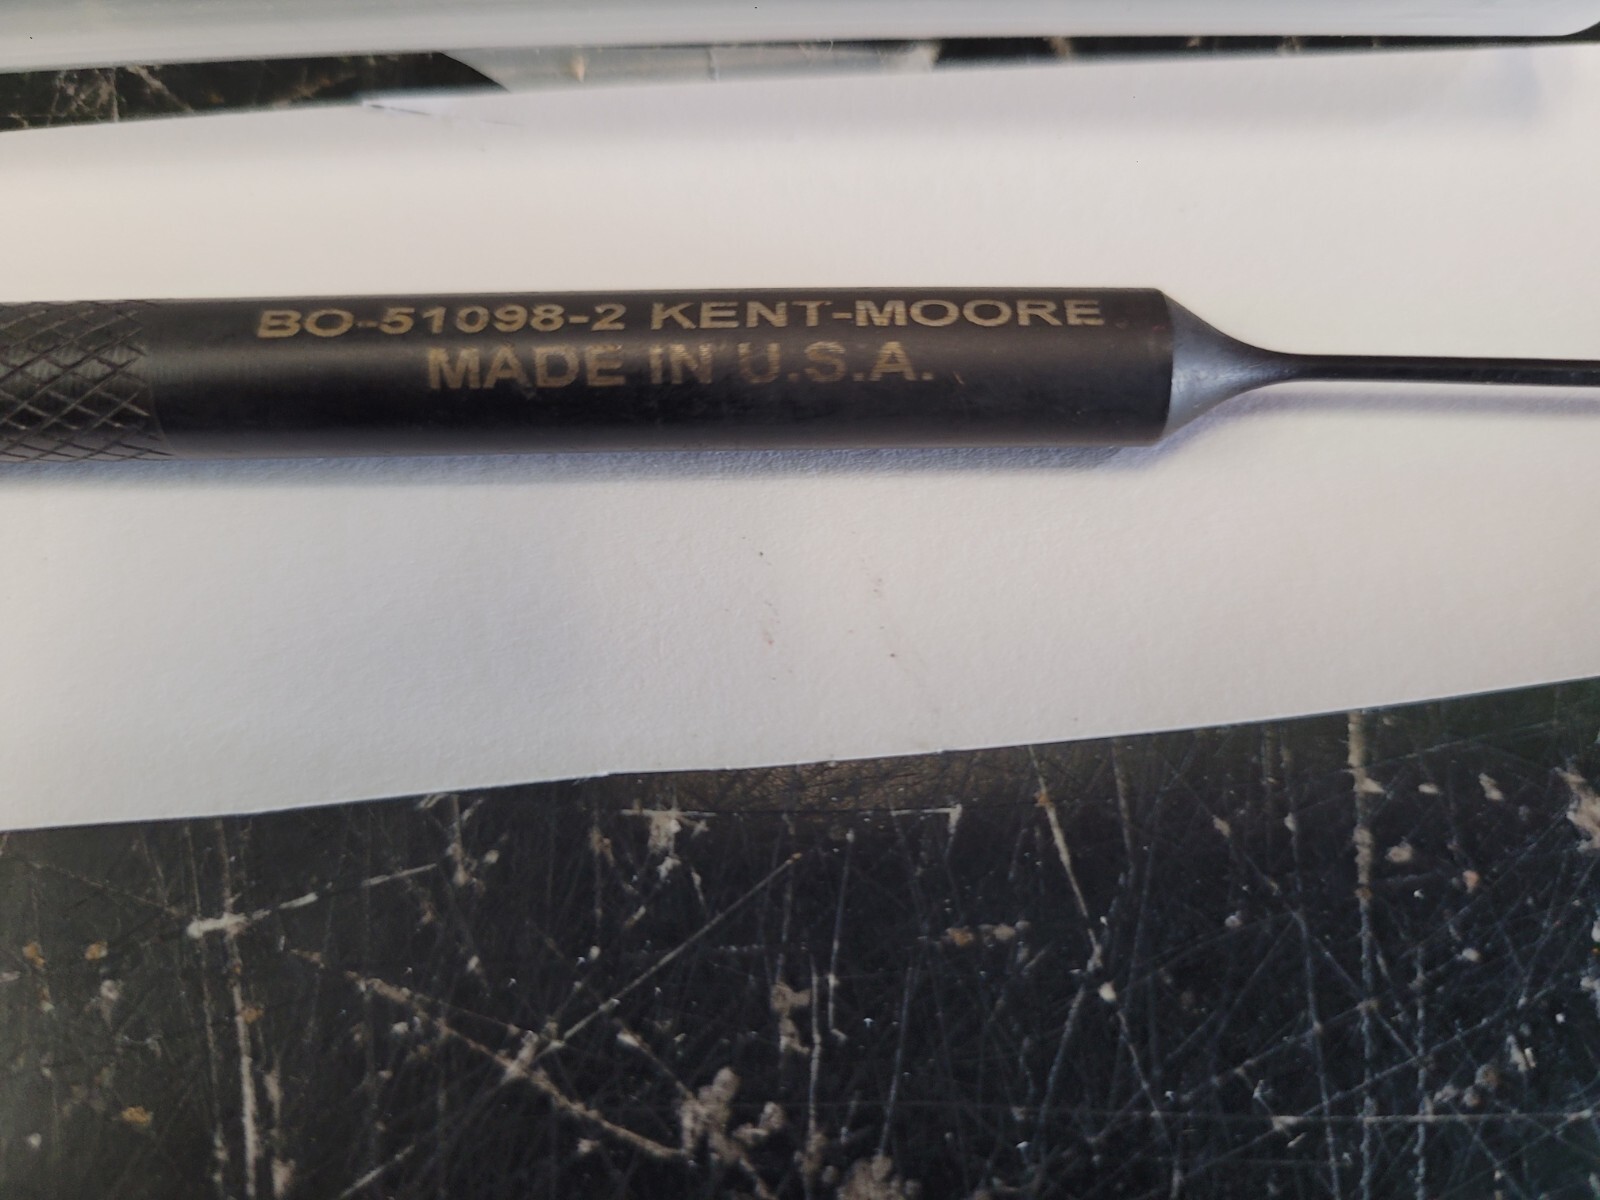 BO-51098-2 KENT-MOORE
MADE IN U.S.A.